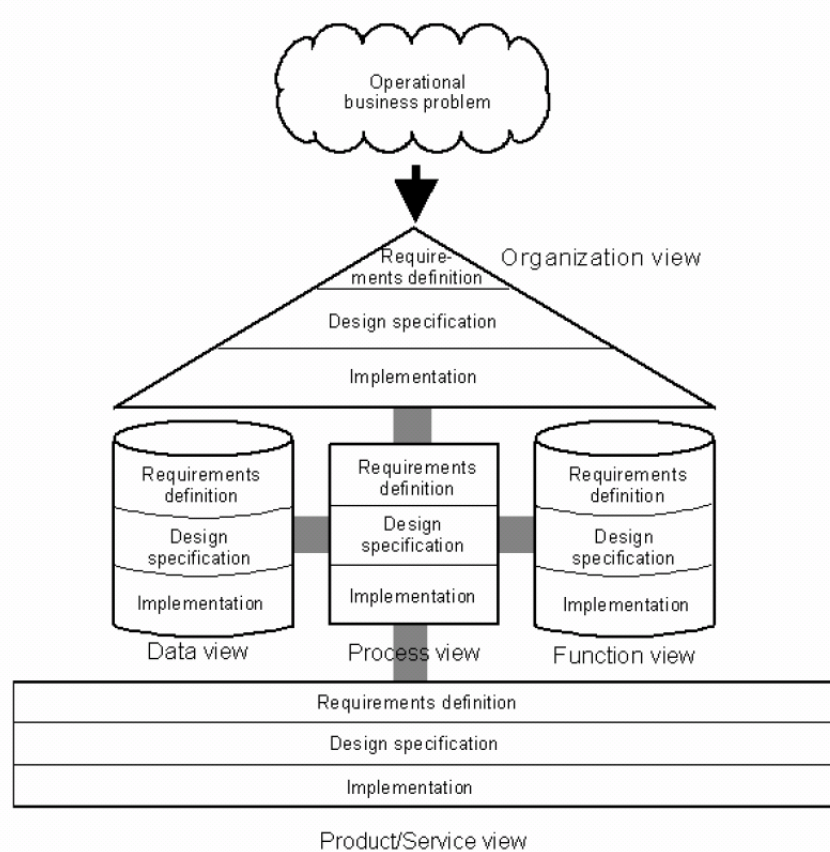 Operational
business problem
Organization view
Require-
ments definition
Design specification
Implementation
Requirements
definition
Design
specification
Implementation
Data view
Requirements
definition
Design
specification
Implementation
Process view
Requirements
definition
Design
specification
Implementation
Function view
Requirements definition
Design specification
Implementation
Product/Service view